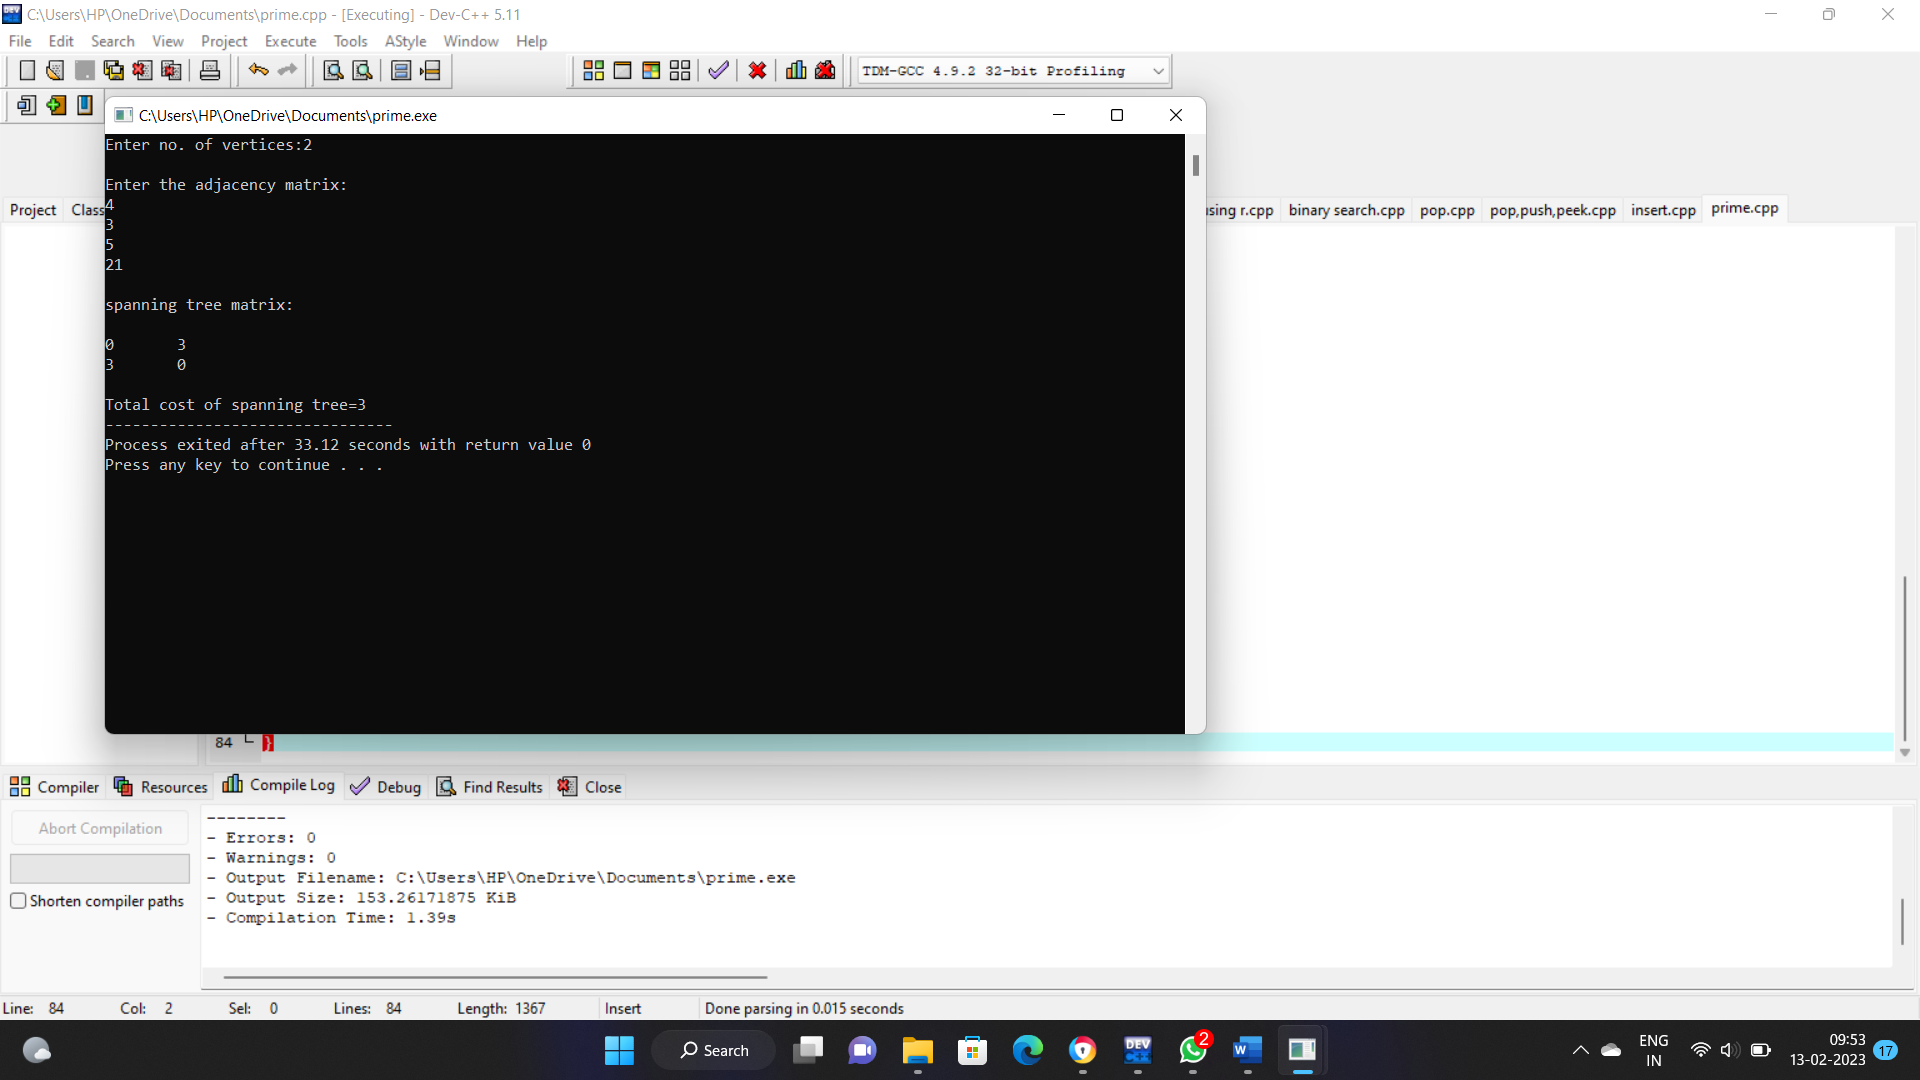 C:\Users\HP\OneDrive\Documents\prime.cpp - [Executing] - Dev-C++ 5.11
File Edit Search View Project Execute Tools AStyle Window Help
TDM-GCC 4.9.2 32-bit Profiling
C:\Users\HP\OneDrive\Documents\prime.exe
Enter no. of vertices:2
Enter the adjacency matrix:
4
3
5
21
spanning tree matrix:
0 3
3 0
Total cost of spanning tree=3
--------------------------------
Process exited after 33.12 seconds with return value 0
Press any key to continue . . .
Project Class
using r.cpp binary search.cpp pop.cpp pop,push,peek.cpp insert.cpp prime.cpp
84 }
Compiler Resources Compile Log Debug Find Results Close
Abort Compilation
Shorten compiler paths
--------
- Errors: 0
- Warnings: 0
- Output Filename: C:\Users\HP\OneDrive\Documents\prime.exe
- Output Size: 153.26171875 KiB
- Compilation Time: 1.39s
Line: 84 Col: 2 Sel: 0 Lines: 84 Length: 1367 Insert Done parsing in 0.015 seconds
Search
DEV C++
2
W
ENG
IN
09:53
13-02-2023
17